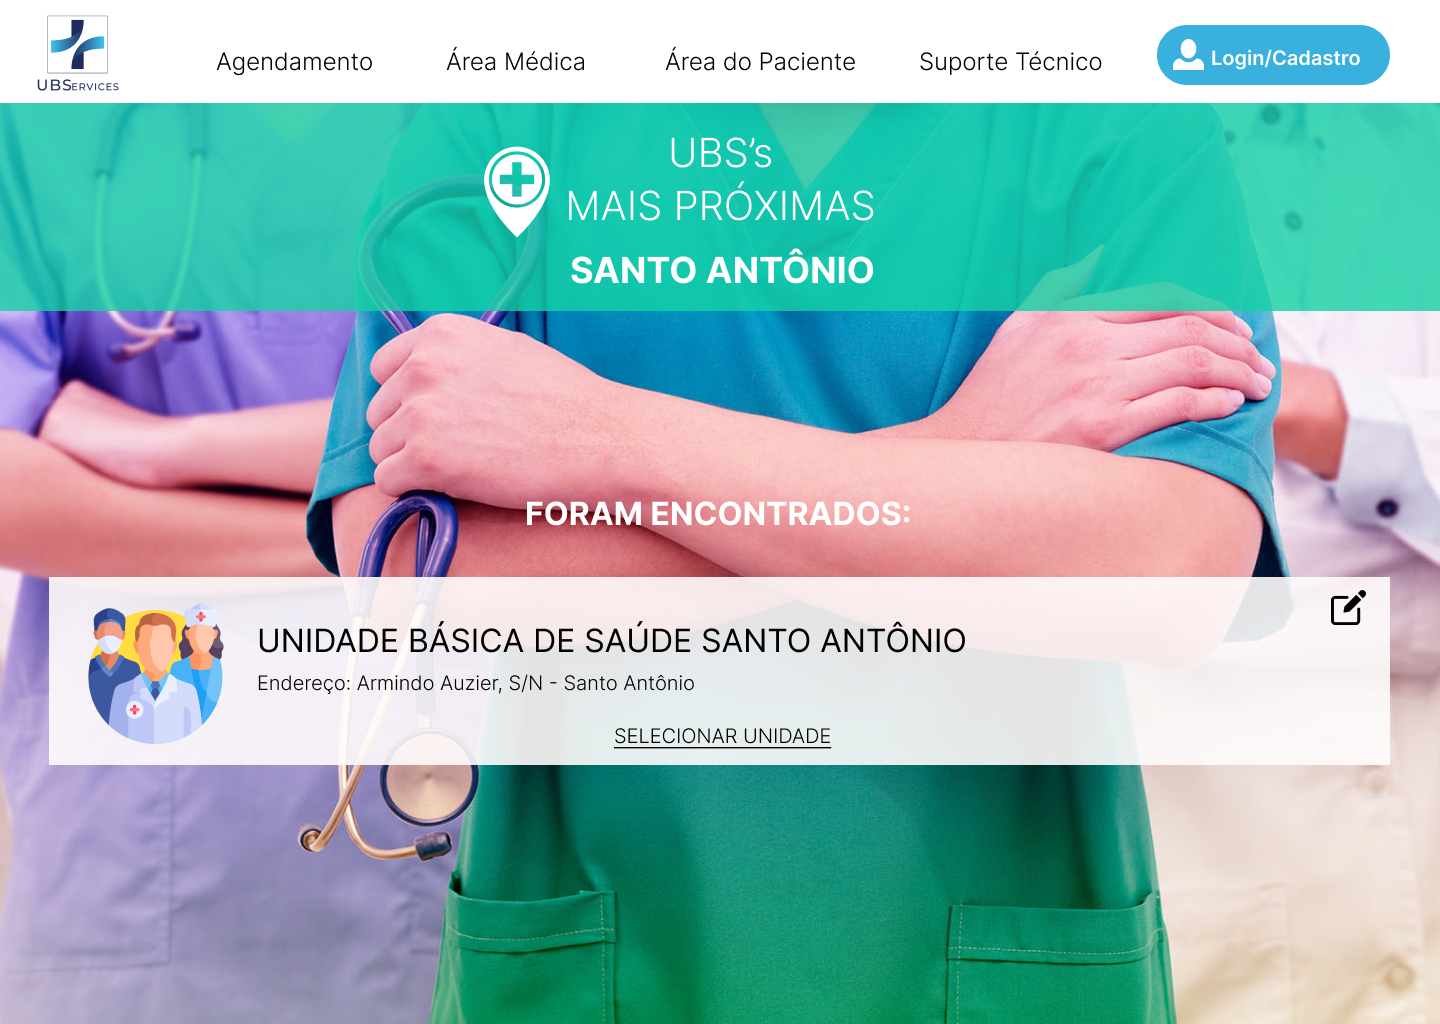 UBSERVICES
Agendamento
Área Médica
Área do Paciente
Suporte Técnico
Login/Cadastro
UBS’s
MAIS PRÓXIMAS
SANTO ANTÔNIO
FORAM ENCONTRADOS:
UNIDADE BÁSICA DE SAÚDE SANTO ANTÔNIO
Endereço: Armindo Auzier, S/N - Santo Antônio
SELECIONAR UNIDADE